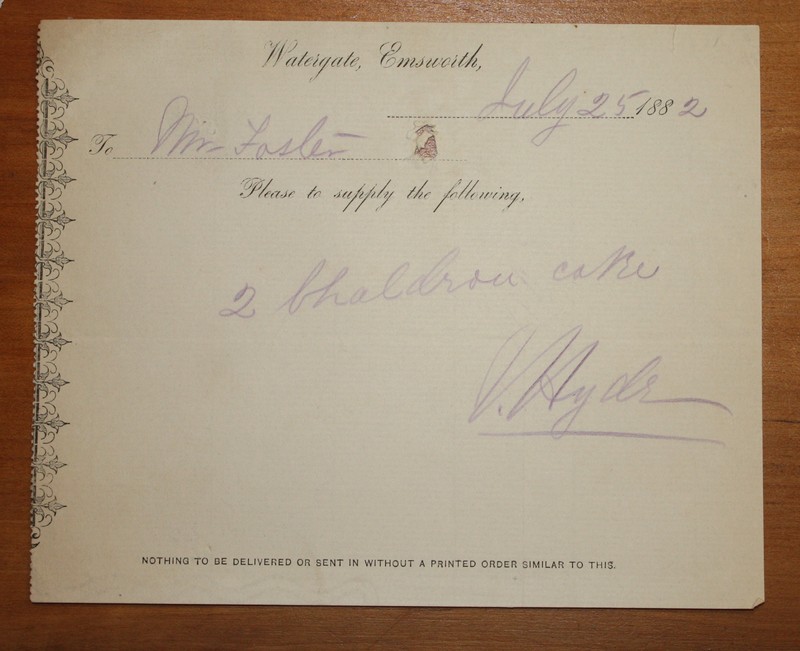 Watergate, Emsworth,
July 25 1882
To Mr Foster
Please to supply the following,
2 Chaldron coke
V. Hyde
NOTHING TO BE DELIVERED OR SENT IN WITHOUT A PRINTED ORDER SIMILAR TO THIS.